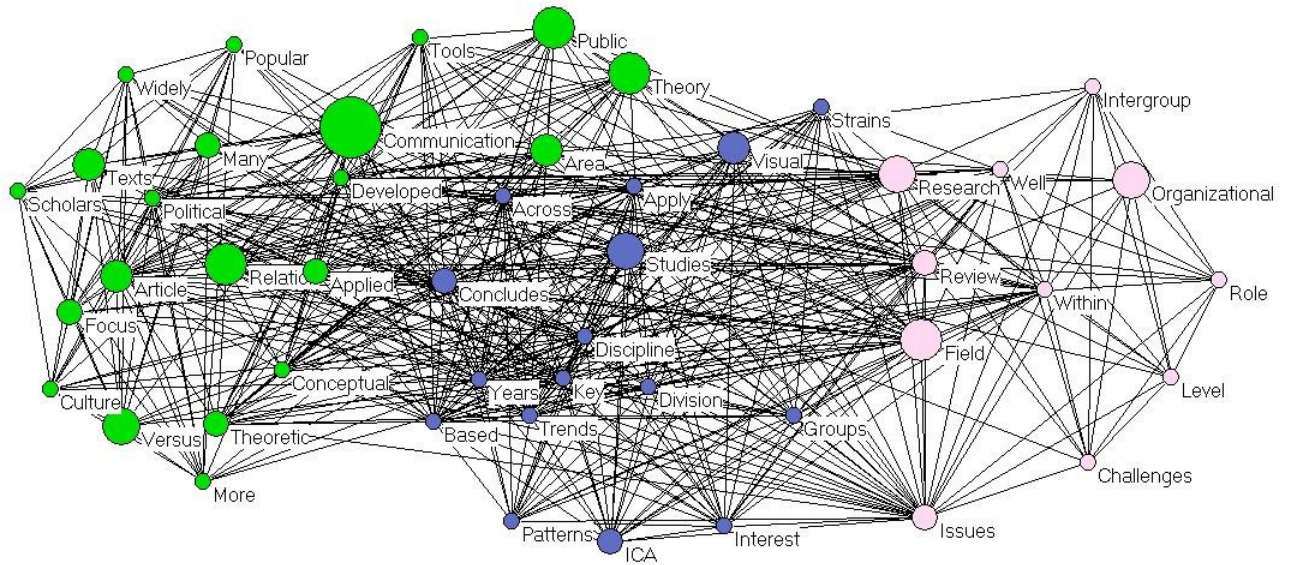 Popular
Tools
Public
Widely
Theory
Intergroup
Strains
Communication
Many
Area
Visual
Texts
Well
Research
Organizational
Scholars
Political
Developed
Across
Apply
Relation
Applied
Article
Studies
Review
Concludes
Within
Role
Focus
Discipline
Field
Conceptual
Years
Key
Division
Level
Culture
Versus
Theoretic
Based
Trends
Groups
Challenges
More
Patterns
ICA
Interest
Issues